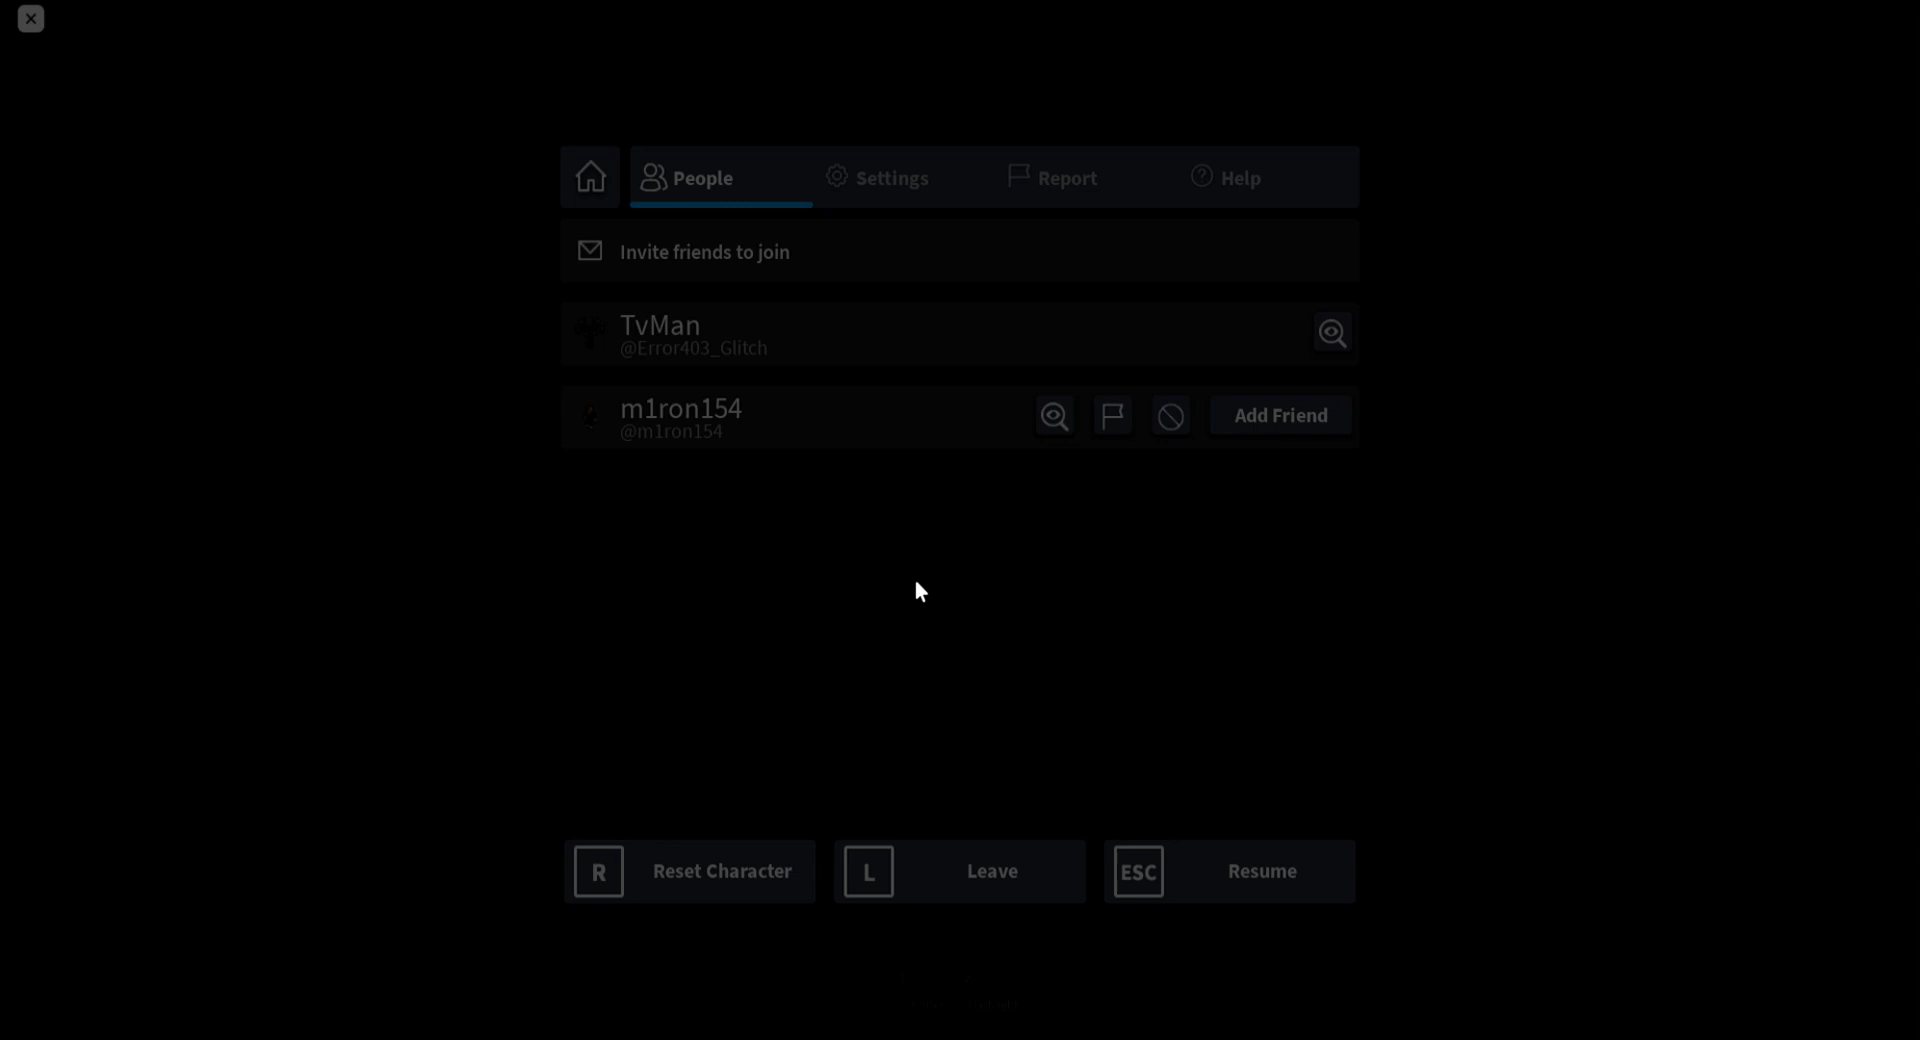 People
Settings
Report
Help
Invite friends to join
TvMan
@Error403_Glitch
m1ron154
@m1ron154
Add Friend
R
Reset Character
L
Leave
ESC
Resume